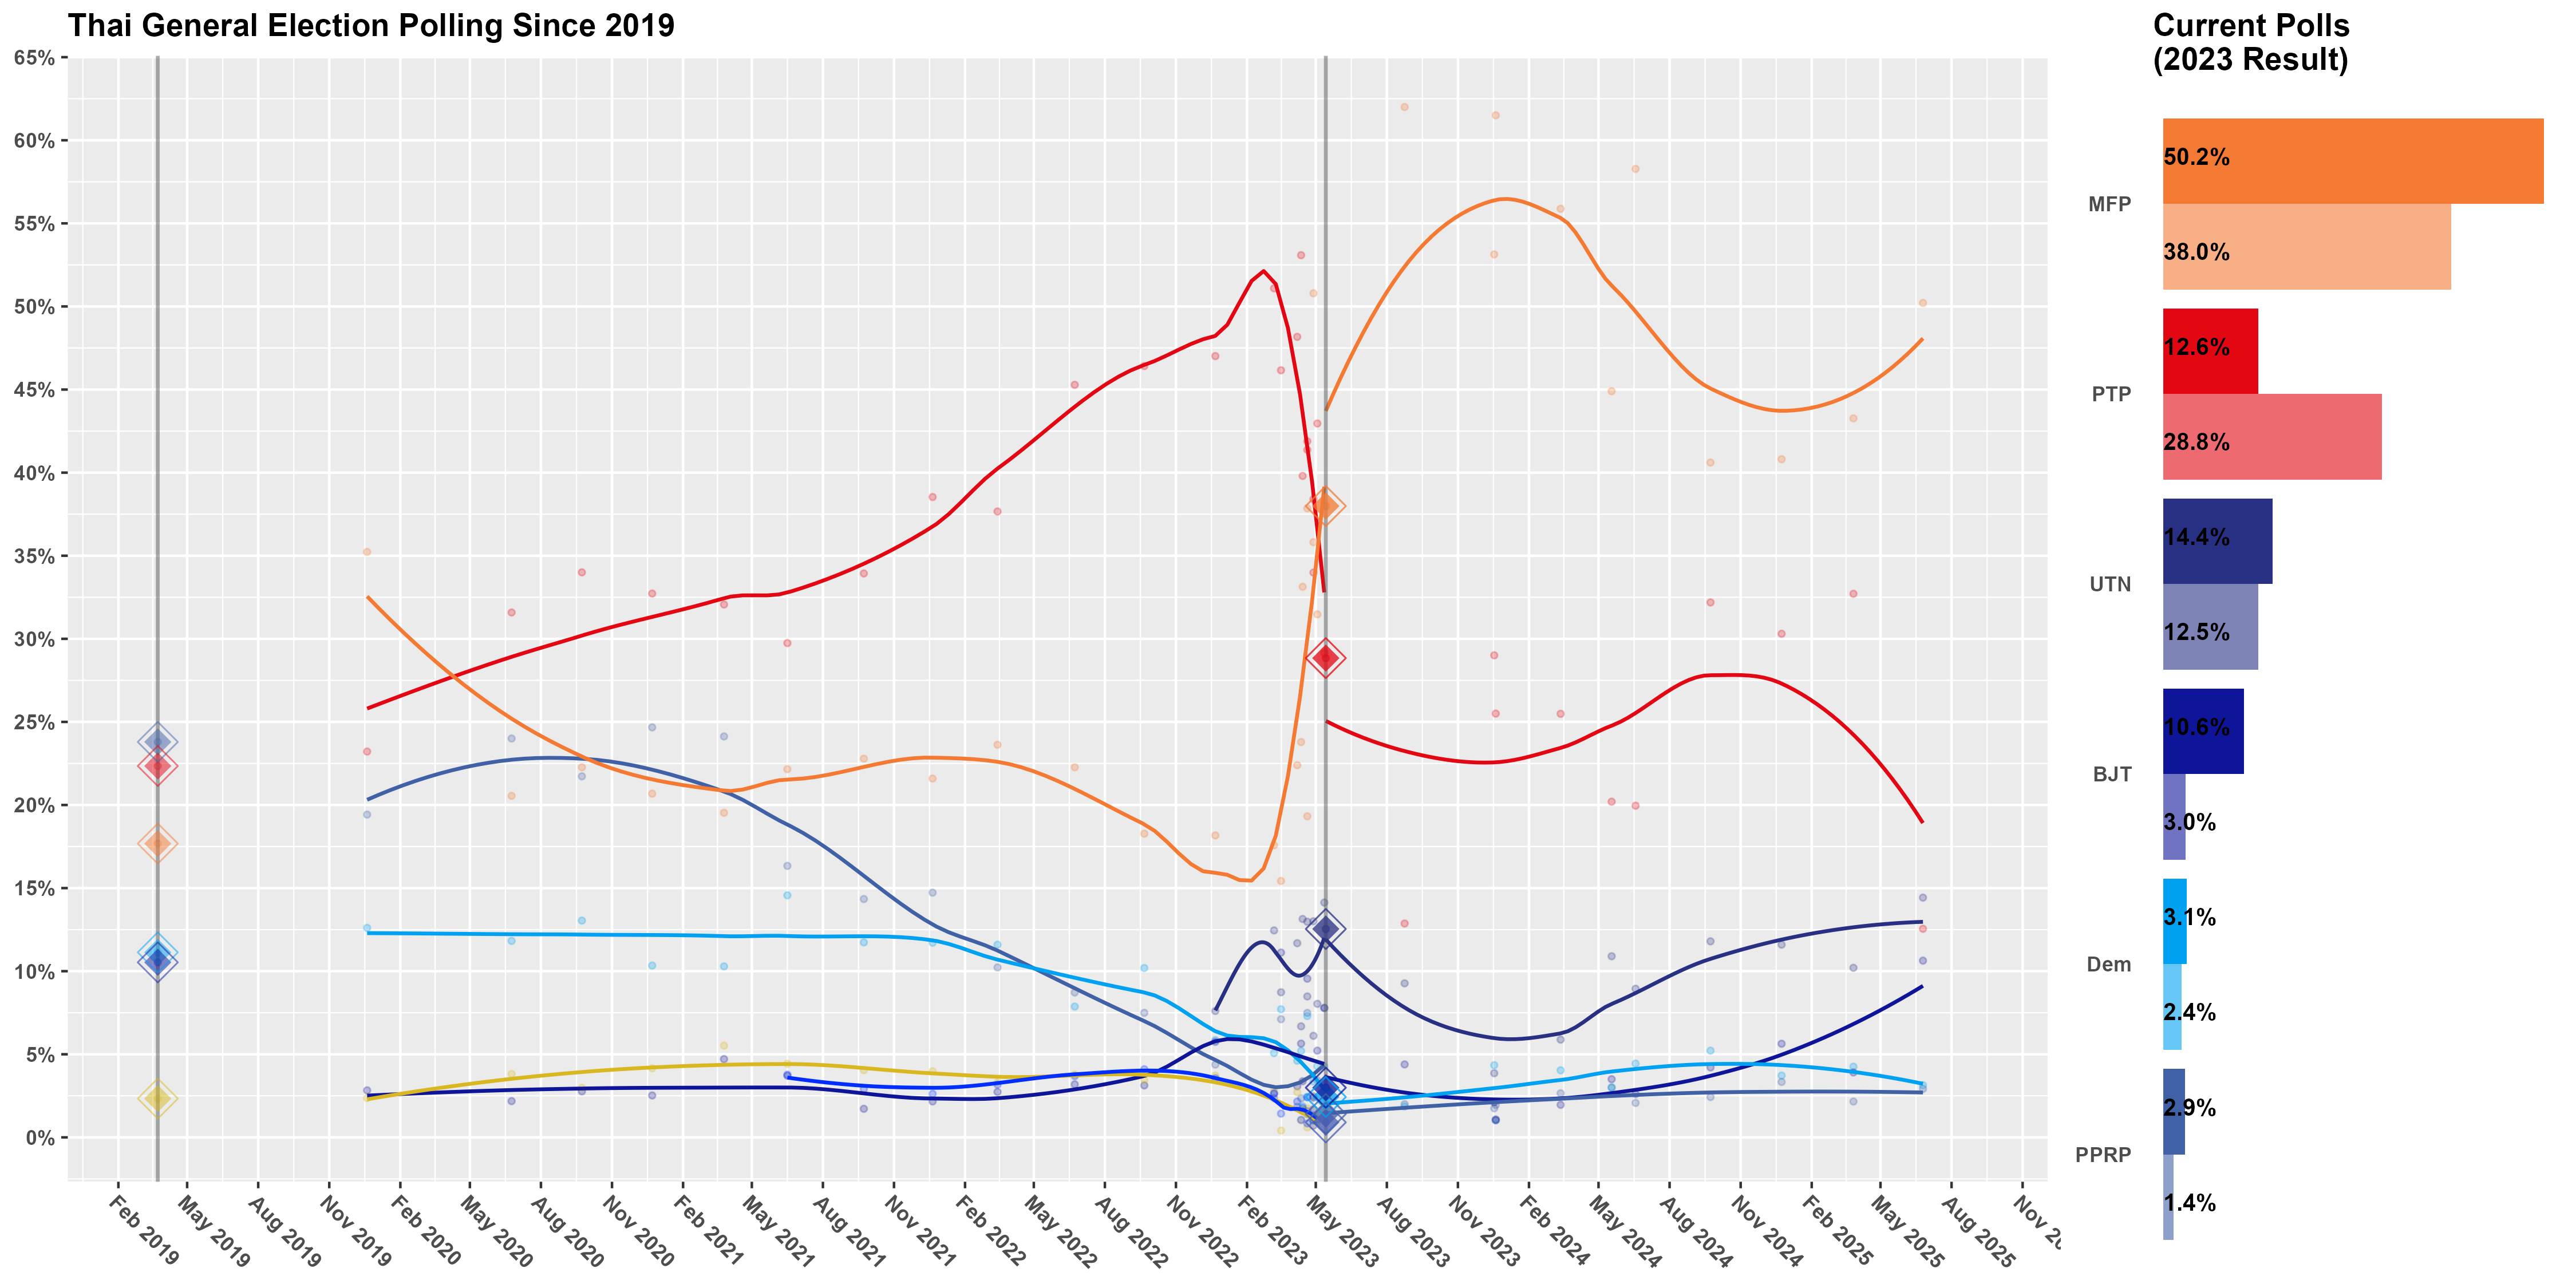 Thai General Election Polling Since 2019
Current Polls
(2023 Result)
65%
60%
55%
50%
45%
40%
35%
30%
25%
20%
15%
10%
5%
0%
Feb 2019
May 2019
Aug 2019
Nov 2019
Feb 2020
May 2020
Aug 2020
Nov 2020
Feb 2021
May 2021
Aug 2021
Nov 2021
Feb 2022
May 2022
Aug 2022
Nov 2022
Feb 2023
May 2023
Aug 2023
Nov 2023
Feb 2024
May 2024
Aug 2024
Nov 2024
Feb 2025
May 2025
Aug 2025
Nov
MFP
50.2%
38.0%
PTP
12.6%
28.8%
UTN
14.4%
12.5%
BJT
10.6%
3.0%
Dem
3.1%
2.4%
PPRP
2.9%
1.4%